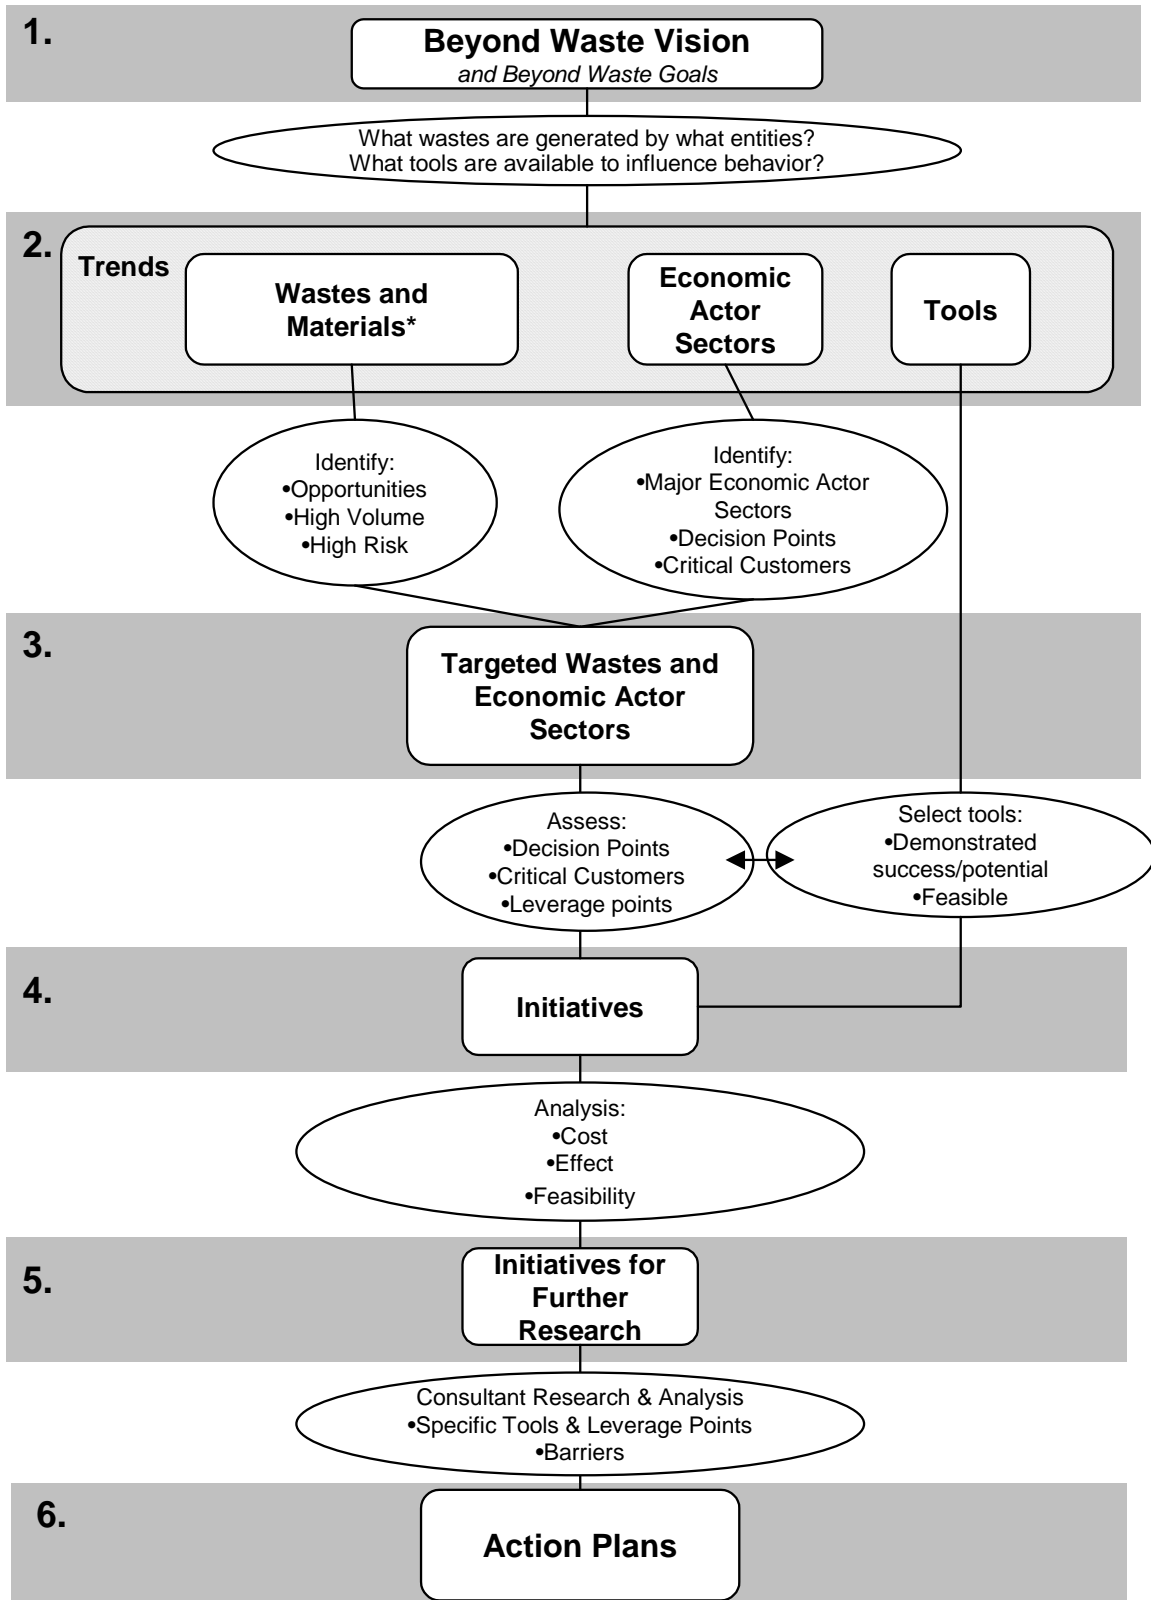 1.
Beyond Waste Vision
and Beyond Waste Goals
What wastes are generated by what entities?
What tools are available to influence behavior?
2.
Trends
Wastes and
Materials*
Economic
Actor
Sectors
Tools
Identify:
•Opportunities
•High Volume
•High Risk
Identify:
•Major Economic Actor
Sectors
•Decision Points
•Critical Customers
3.
Targeted Wastes and
Economic Actor
Sectors
Assess:
•Decision Points
•Critical Customers
•Leverage points
Select tools:
•Demonstrated
success/potential
•Feasible
4.
Initiatives
Analysis:
•Cost
•Effect
•Feasibility
5.
Initiatives for
Further
Research
Consultant Research & Analysis
•Specific Tools & Leverage Points
•Barriers
6.
Action Plans